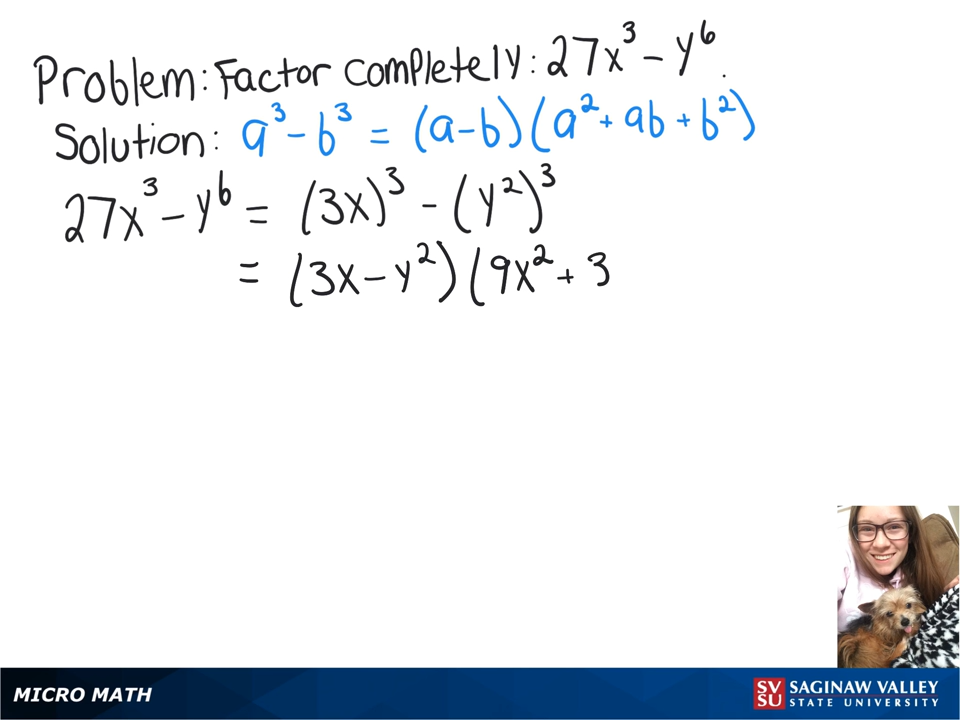 Problem: Factor completely: 27x³ - y⁶.
Solution: a³ - b³ = (a - b)(a² + ab + b²)
27x³ - y⁶ = (3x)³ - (y²)³
= (3x - y²)(9x² + 3
MICRO MATH
SV
SU
SAGINAW VALLEY
STATE UNIVERSITY